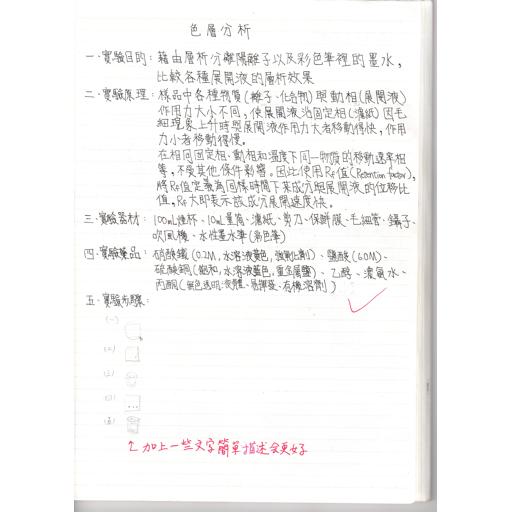 色層分析
一、實驗目的：藉由層析分離陽離子以及彩色筆裡的墨水，
比較各種展開液的層析效果
二、實驗原理：樣品中各種物質(離子、化合物)與動相(展開液)
作用力大小不同，使展開液沿固定相(濾紙)因毛
細現象上升時與展開液作用力大者移動得快，作用
力小者移動得慢。
在相同固定相、動相和溫度下同一物質的移動速率相
等，不受其他條件影響。因此使用Rf值(Retention factor)，
將Rf值定義為同樣時間下某成分與展開液的位移比
值，Rf大即表示該成分展開速度快。
三、實驗器材：100mL燒杯、10mL量筒、濾紙、剪刀、保鮮膜、毛細管、鑷子、
吹風機、水性墨水筆(彩色筆)
四、實驗藥品：硝酸鐵(0.2M，水溶液黃色，強氧化劑)、鹽酸(6.0M)、
硫酸銅(飽和，水溶液藍色，重金屬鹽)、乙醇、濃氨水、
丙酮(無色透明液體、易揮發、有機溶劑)
五、實驗步驟：
(一)
(二)
(三)
(四)
(五)
↑加上一些文字簡單描述會更好